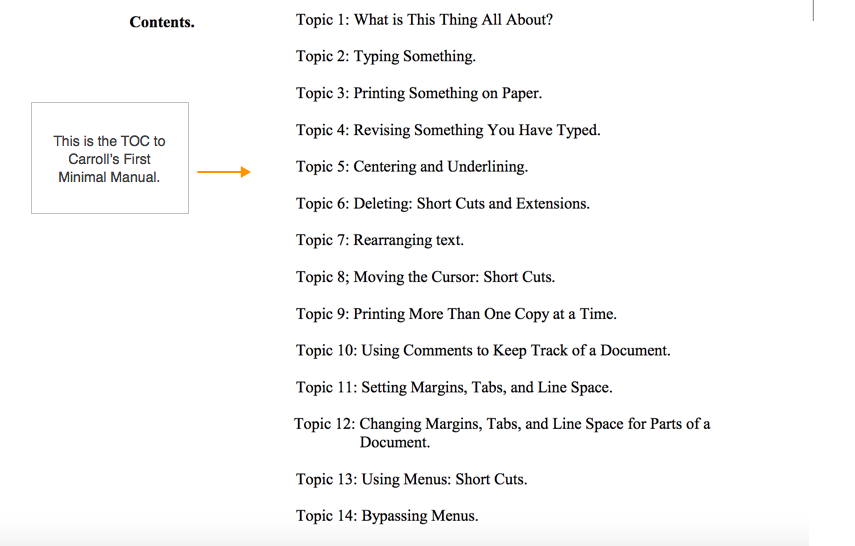 Contents.
Topic 1: What is This Thing All About?
Topic 2: Typing Something.
Topic 3: Printing Something on Paper.
This is the TOC to
Carroll's First
Minimal Manual.
Topic 4: Revising Something You Have Typed.
Topic 5: Centering and Underlining.
Topic 6: Deleting: Short Cuts and Extensions.
Topic 7: Rearranging text.
Topic 8; Moving the Cursor: Short Cuts.
Topic 9: Printing More Than One Copy at a Time.
Topic 10: Using Comments to Keep Track of a Document.
Topic 11: Setting Margins, Tabs, and Line Space.
Topic 12: Changing Margins, Tabs, and Line Space for Parts of a
Document.
Topic 13: Using Menus: Short Cuts.
Topic 14: Bypassing Menus.